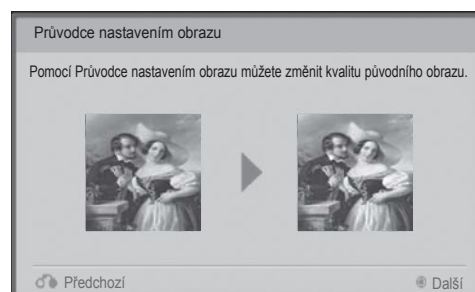 Průvodce nastavením obrazu
Pomocí Průvodce nastavením obrazu můžete změnit kvalitu původního obrazu.
Předchozí
Další